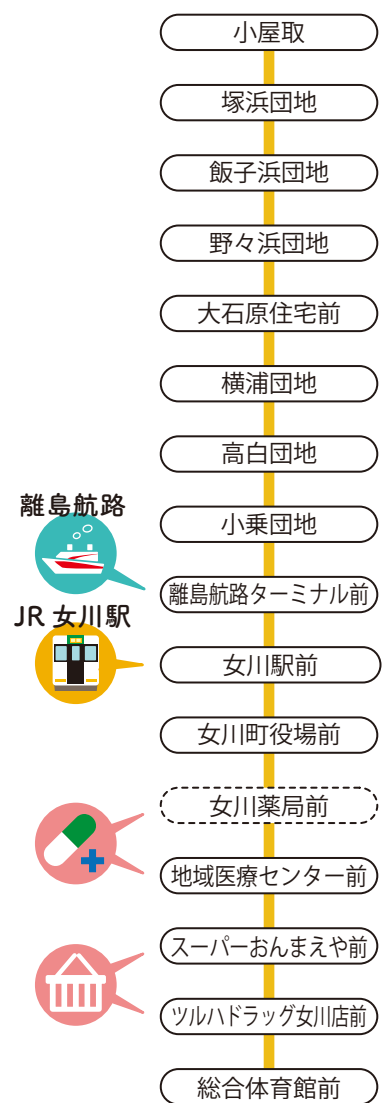 小屋取
塚浜団地
飯子浜団地
野々浜団地
大石原住宅前
横浦団地
高白団地
離島航路
小乗団地
離島航路ターミナル前
JR 女川駅
女川駅前
女川町役場前
女川薬局前
地域医療センター前
スーパーおんまえや前
ツルハドラッグ女川店前
総合体育館前